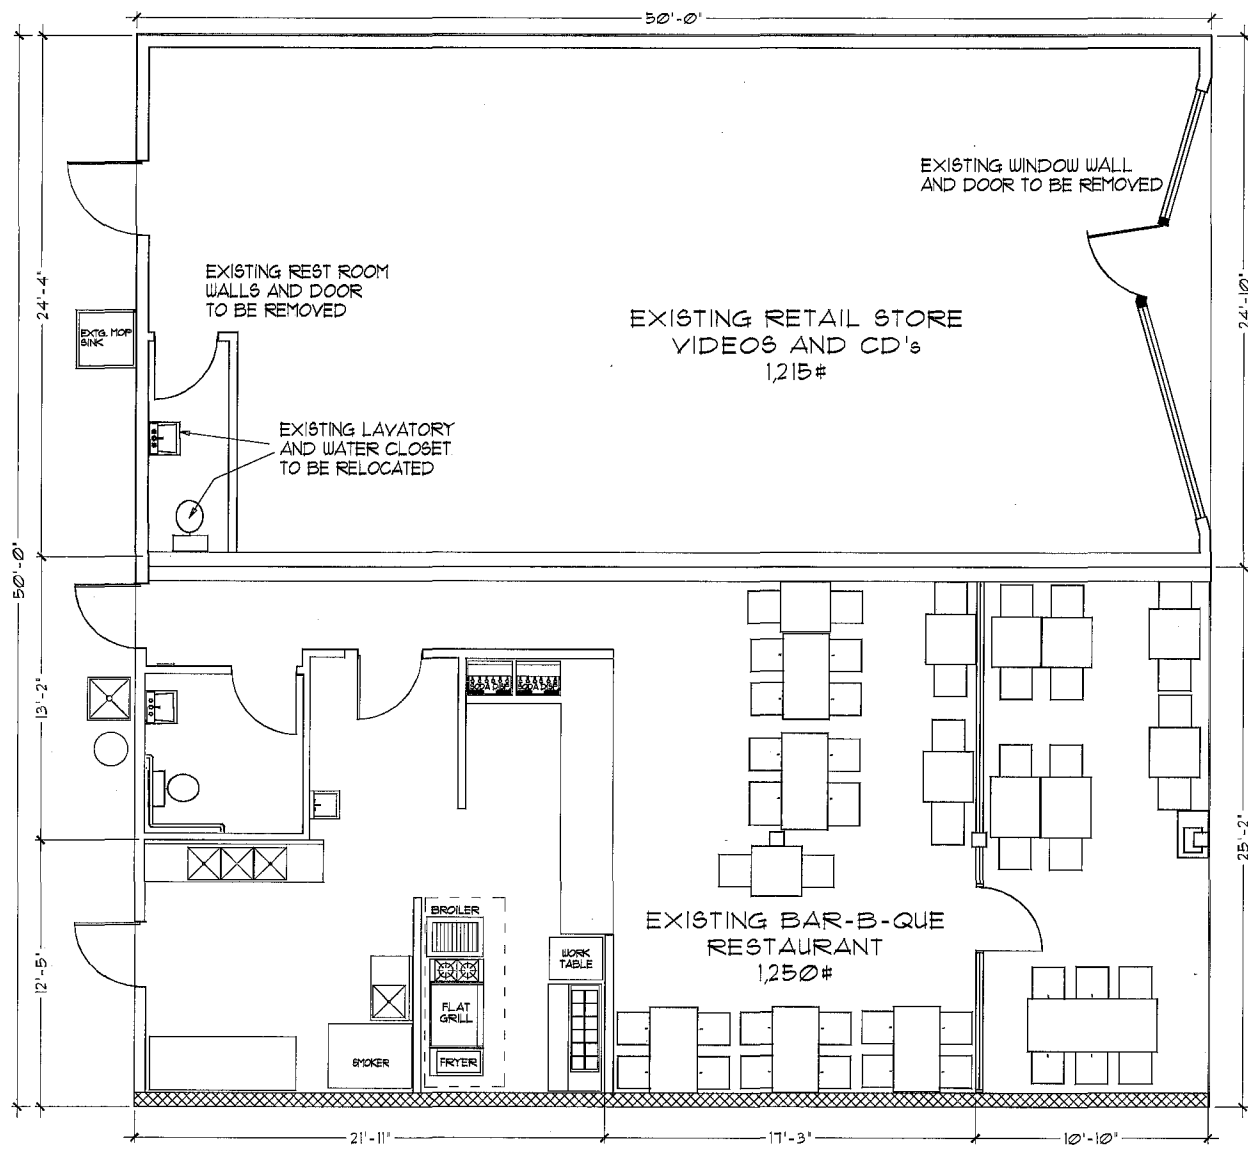 50'-0"
EXISTING WINDOW WALL
AND DOOR TO BE REMOVED
EXISTING REST ROOM
WALLS AND DOOR
TO BE REMOVED
24'-4"
24'-10"
EXTG. MOP
SINK
EXISTING RETAIL STORE
VIDEOS AND CD's
1,215#
EXISTING LAVATORY
AND WATER CLOSET
TO BE RELOCATED
50'-0"
13'-2"
SODA DISP
SODA DISP
25'-2"
BROILER
EXISTING BAR-B-QUE
RESTAURANT
1,250#
WORK
TABLE
12'-5"
FLAT
GRILL
SMOKER
FRYER
21'-11"
17'-3"
10'-10"